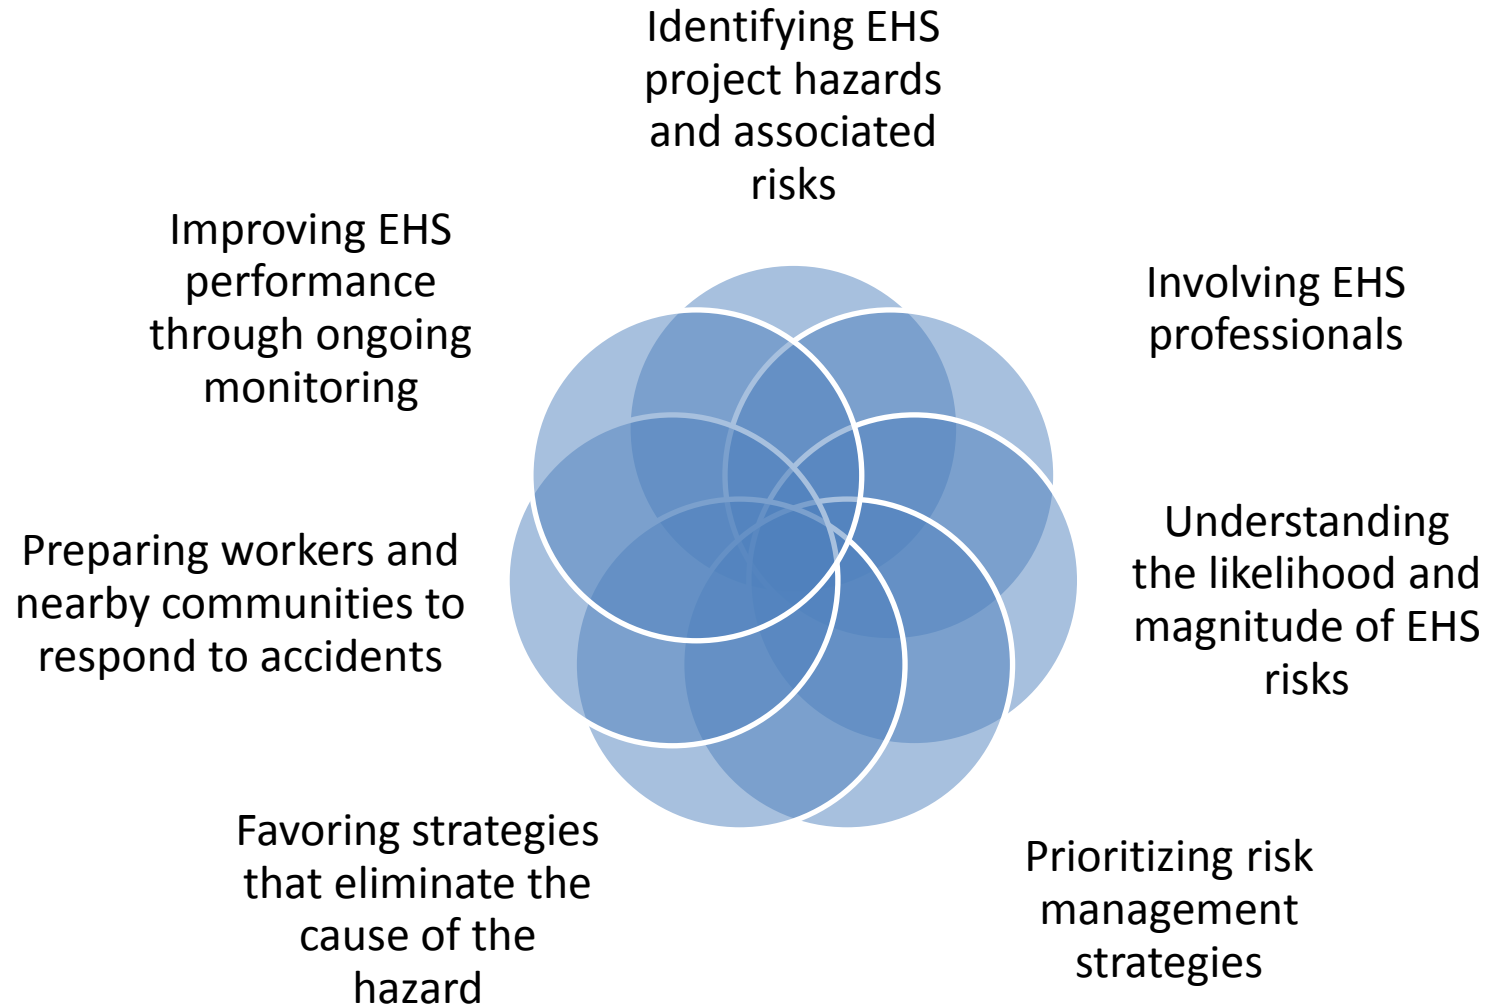 Identifying EHS
project hazards
and associated
risks
Involving EHS
professionals
Understanding
the likelihood and
magnitude of EHS
risks
Prioritizing risk
management
strategies
Favoring strategies
that eliminate the
cause of the
hazard
Preparing workers and
nearby communities to
respond to accidents
Improving EHS
performance
through ongoing
monitoring